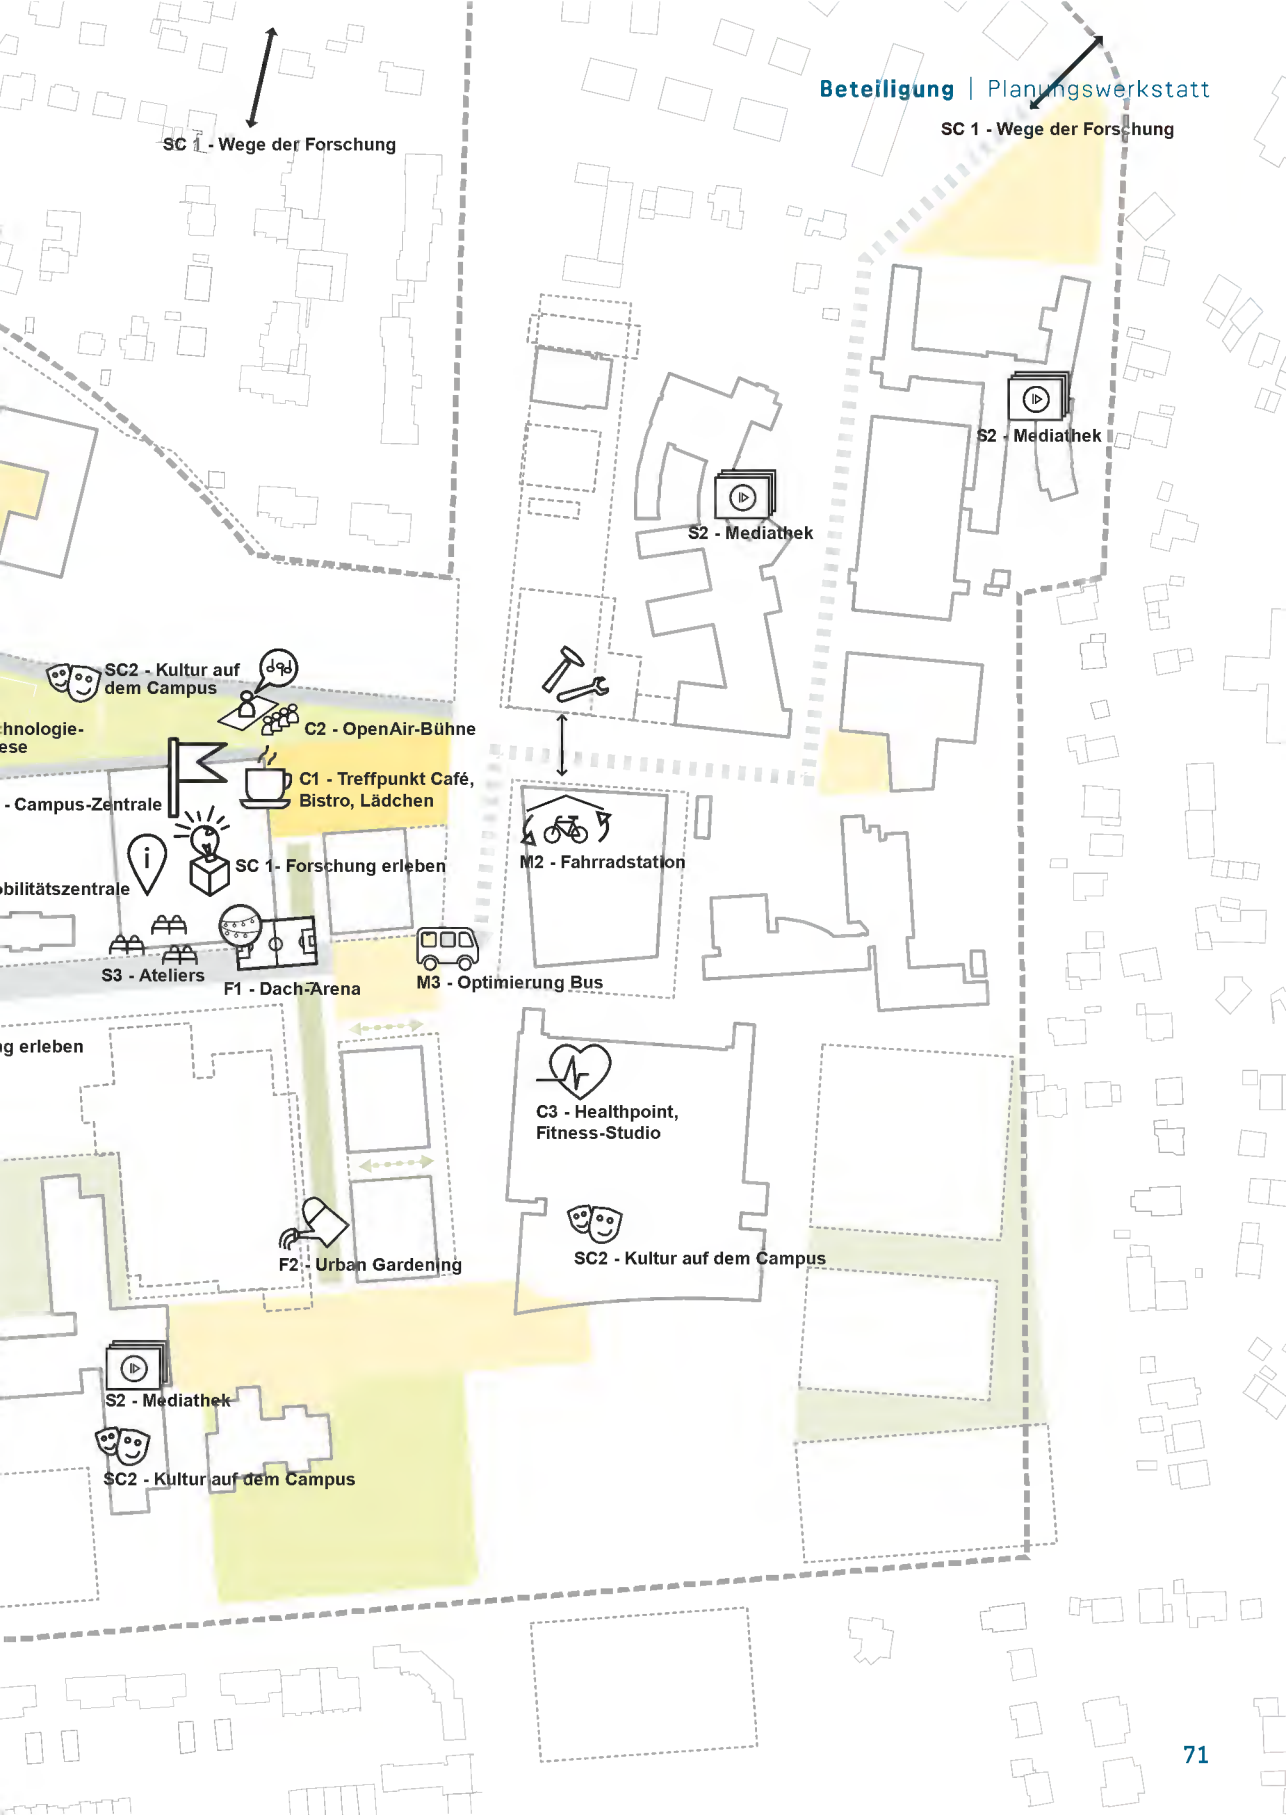 Beteiligung | Planungswerkstatt
SC 1 - Wege der Forschung
SC 1 - Wege der Forschung
S2 - Mediathek
S2 - Mediathek
SC2 - Kultur auf
dem Campus
C2 - OpenAir-Bühne
chnologie-
ese
C1 - Treffpunkt Café,
Bistro, Lädchen
- Campus-Zentrale
M2 - Fahrradstation
SC 1- Forschung erleben
obilitätszentrale
S3 - Ateliers
F1 - Dach-Arena
M3 - Optimierung Bus
ng erleben
C3 - Healthpoint,
Fitness-Studio
SC2 - Kultur auf dem Campus
F2 - Urban Gardening
S2 - Mediathek
SC2 - Kultur auf dem Campus
71